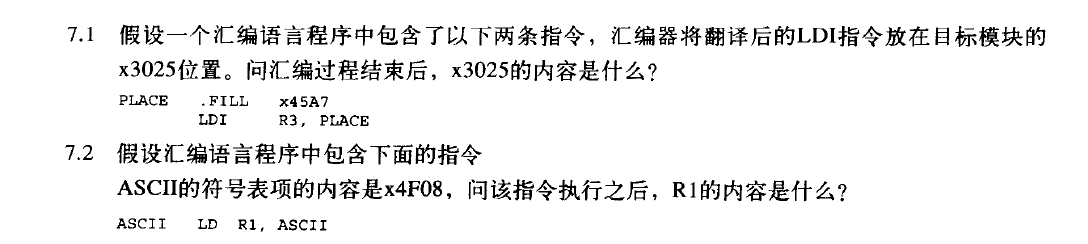 7.1 假设一个汇编语言程序中包含了以下两条指令，汇编器将翻译后的LDI指令放在目标模块的
x3025位置。问汇编过程结束后，x3025的内容是什么？
PLACE .FILL x45A7
LDI R3, PLACE
7.2 假设汇编语言程序中包含下面的指令
ASCII的符号表项的内容是x4F08，问该指令执行之后，R1的内容是什么？
ASCII LD R1, ASCII